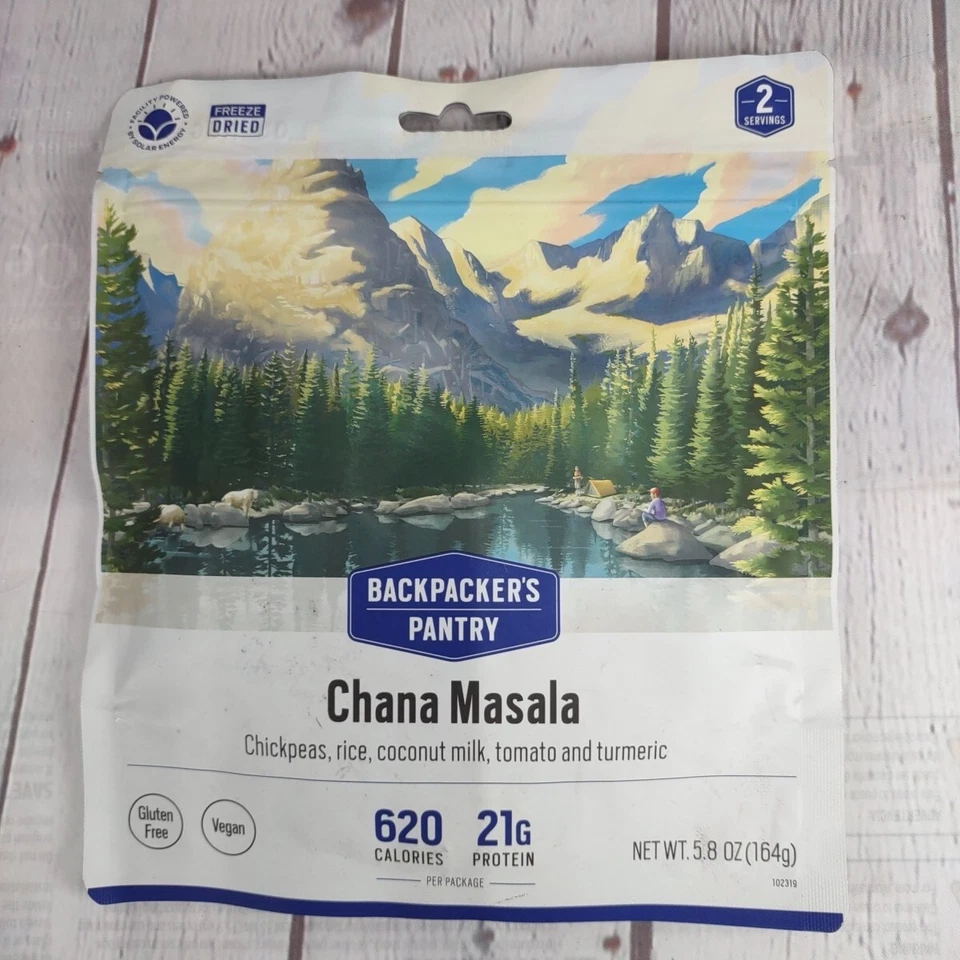 FACILITY POWERED
BY SOLAR ENERGY
FREEZE
DRIED
2
SERVINGS
BACKPACKER'S
PANTRY
Chana Masala
Chickpeas, rice, coconut milk, tomato and turmeric
Gluten
Free
Vegan
620
CALORIES
21G
PROTEIN
PER PACKAGE
NET WT. 5.8 OZ (164g)
102319